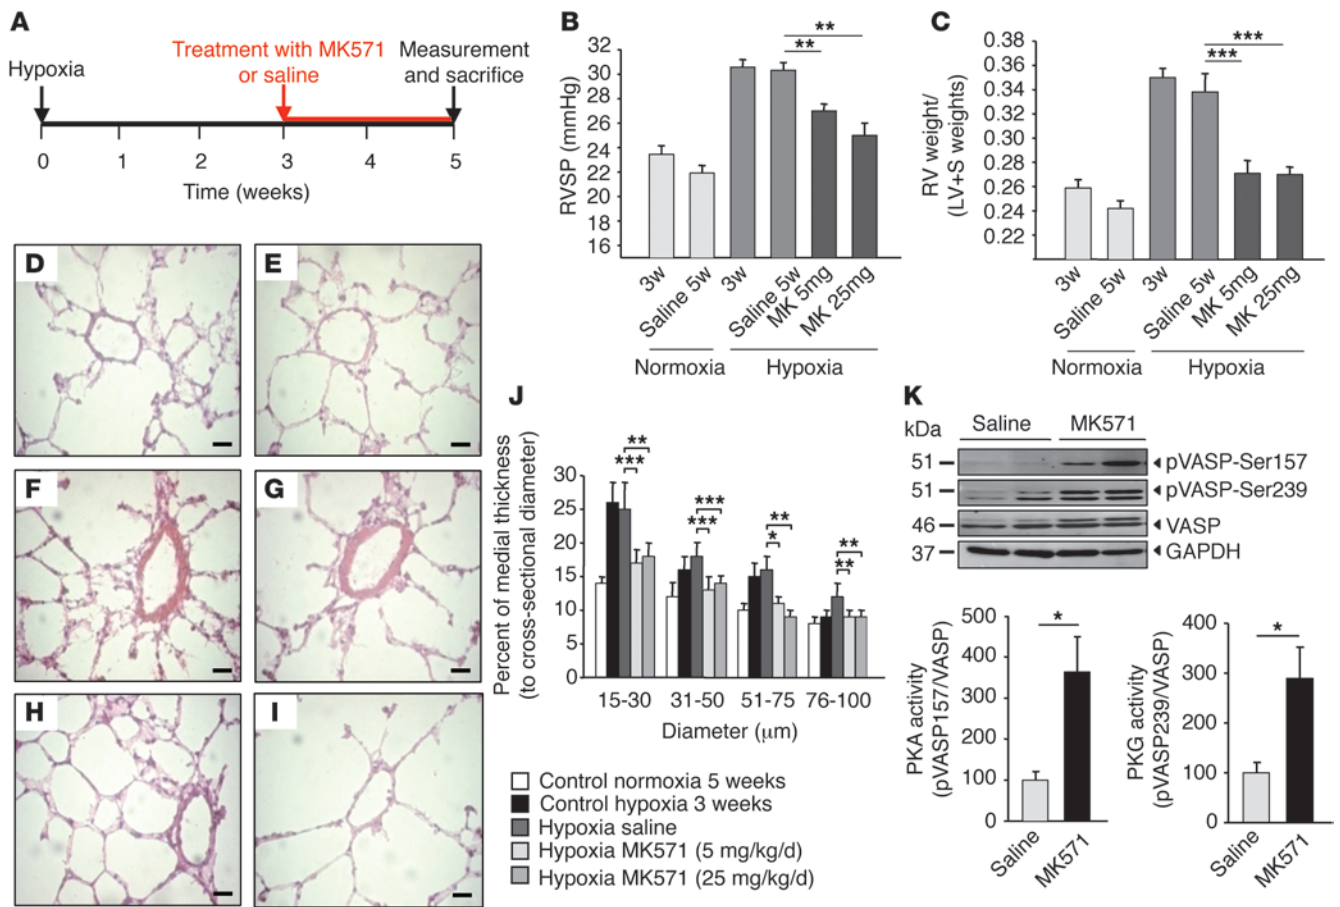 A
Hypoxia
Treatment with MK571
or saline
Measurement
and sacrifice
0 1 2 3 4 5
Time (weeks)
B
RVSP (mmHg)
32
30
28
26
24
22
20
18
16
**
**
3w
Saline 5w
3w
Saline 5w
MK 5mg
MK 25mg
Normoxia
Hypoxia
C
RV weight/
(LV+S weights)
0.38
0.36
0.34
0.32
0.30
0.28
0.26
0.24
0.22
***
***
3w
Saline 5w
3w
Saline 5w
MK 5mg
MK 25mg
Normoxia
Hypoxia
D
E
F
G
H
I
J
Percent of medial thickness
(to cross-sectional diameter)
30
25
20
15
10
5
0
**
***
***
***
**
*
**
**
15-30 31-50 51-75 76-100
Diameter (µm)
Control normoxia 5 weeks
Control hypoxia 3 weeks
Hypoxia saline
Hypoxia MK571 (5 mg/kg/d)
Hypoxia MK571 (25 mg/kg/d)
K
kDa
Saline
MK571
51
pVASP-Ser157
51
pVASP-Ser239
46
VASP
37
GAPDH
PKA activity
(pVASP157/VASP)
500
400
300
200
100
0
*
Saline
MK571
PKG activity
(pVASP239/VASP)
400
300
200
100
0
*
Saline
MK571